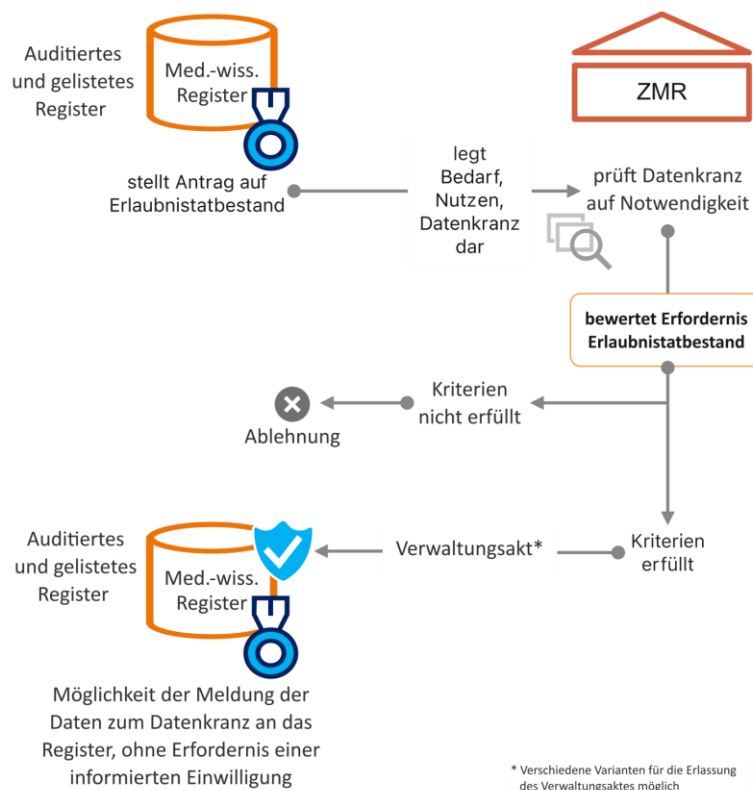 Auditiertes
und gelistetes
Register
Med.-wiss.
Register
ZMR
stellt Antrag auf
Erlaubnistatbestand
legt
Bedarf,
Nutzen,
Datenkranz
dar
prüft Datenkranz
auf Notwendigkeit
bewertet Erfordernis
Erlaubnistatbestand
Kriterien
nicht erfüllt
Ablehnung
Kriterien
erfüllt
Verwaltungsakt*
Auditiertes
und gelistetes
Register
Med.-wiss.
Register
Möglichkeit der Meldung der
Daten zum Datenkranz an das
Register, ohne Erfordernis einer
informierten Einwilligung
* Verschiedene Varianten für die Erlassung
des Verwaltungsaktes möglich